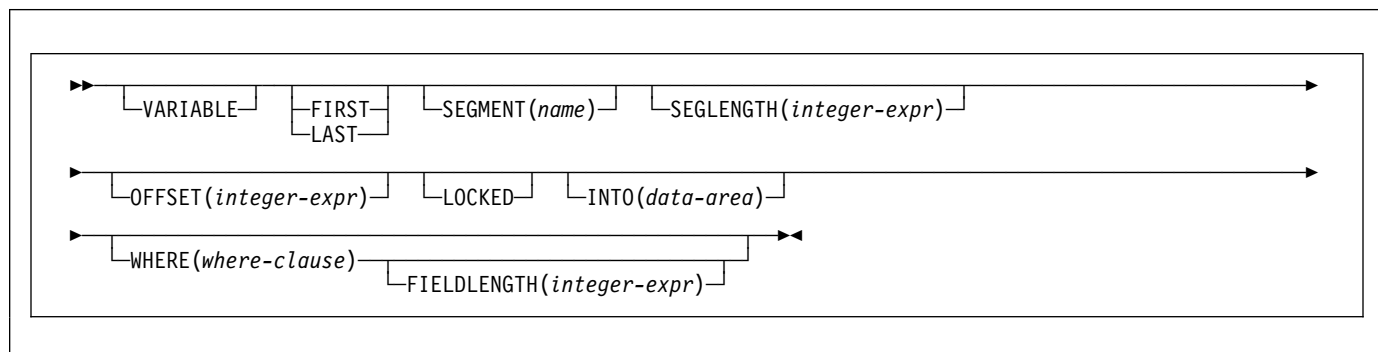 VARIABLE FIRST SEGMENT(name) SEGLENGTH(integer-expr)
LAST
OFFSET(integer-expr) LOCKED INTO(data-area)
WHERE(where-clause)
FIELDLENGTH(integer-expr)